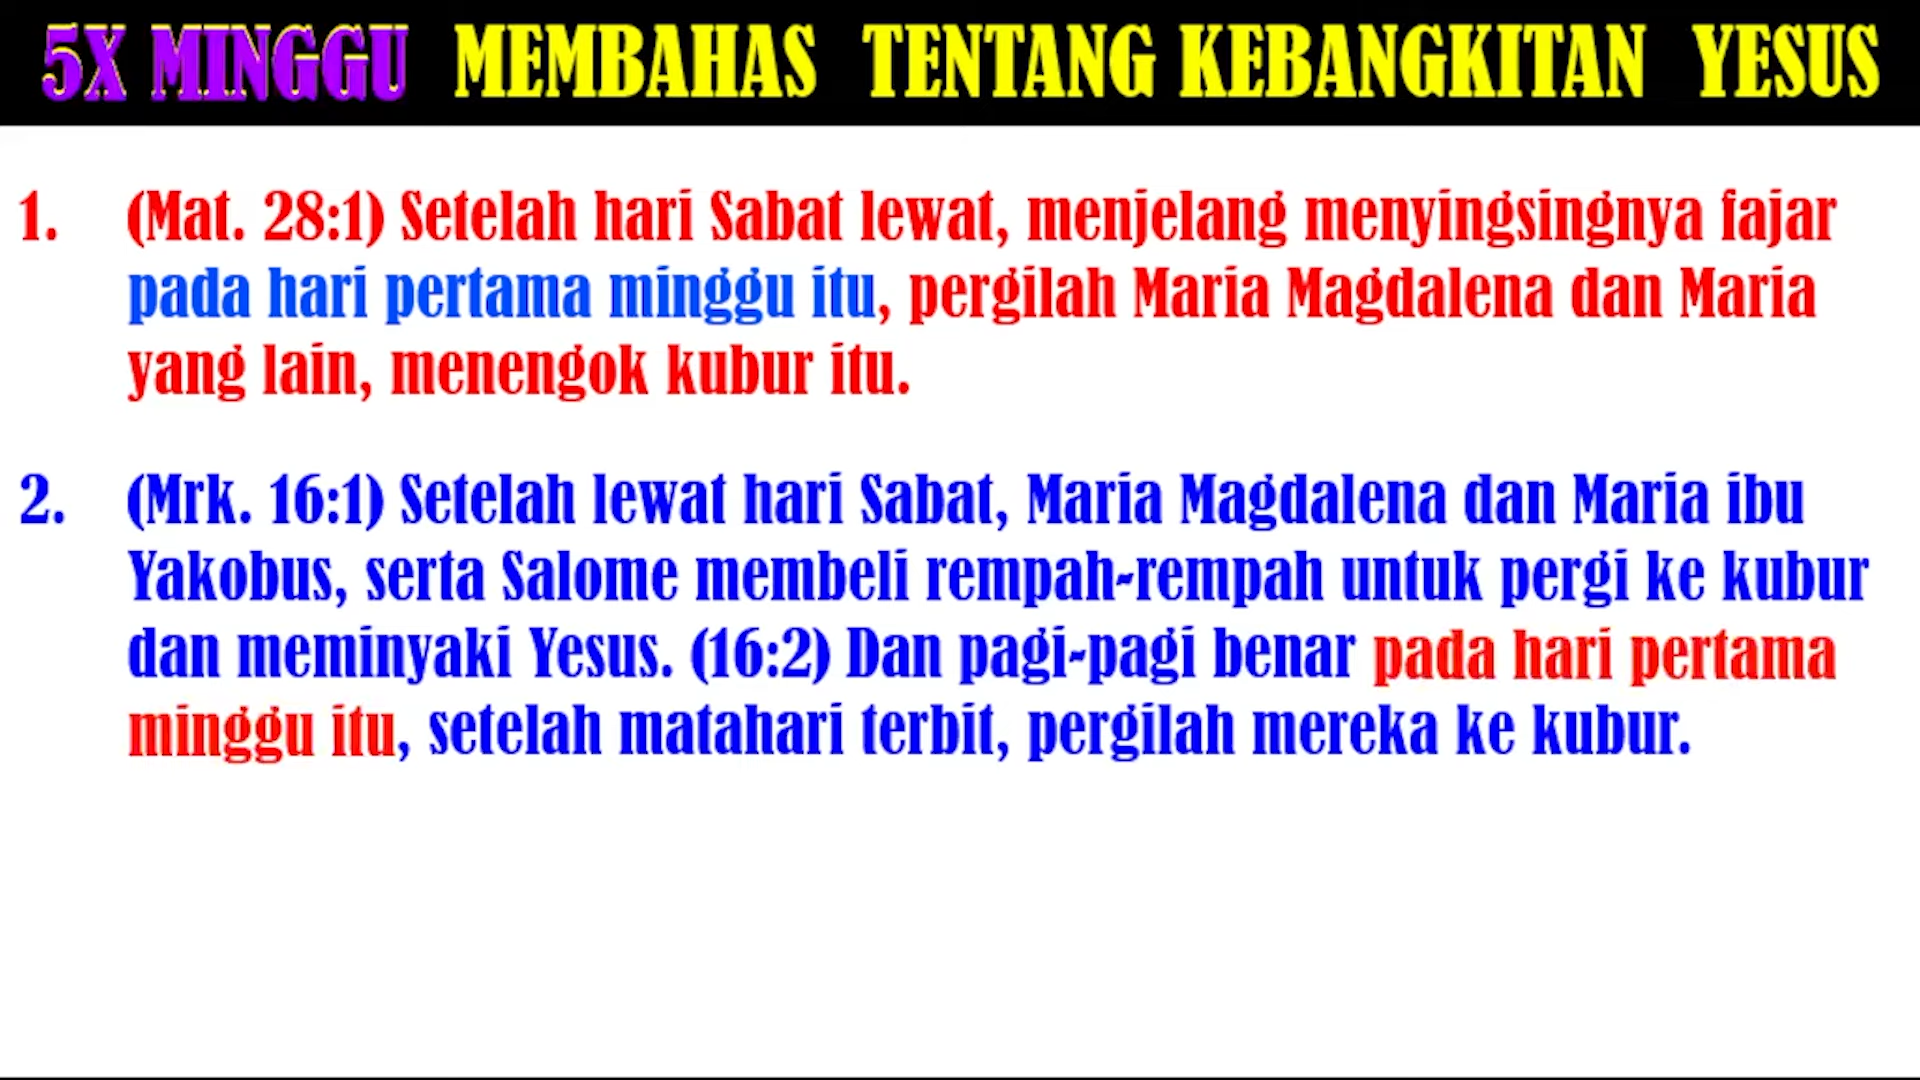 5X MINGGU MEMBAHAS TENTANG KEBANGKITAN YESUS
1. (Mat. 28:1) Setelah hari Sabat lewat, menjelang menyingsingnya fajar
pada hari pertama minggu itu, pergilah Maria Magdalena dan Maria
yang lain, menengok kubur itu.
2. (Mrk. 16:1) Setelah lewat hari Sabat, Maria Magdalena dan Maria ibu
Yakobus, serta Salome membeli rempah-rempah untuk pergi ke kubur
dan meminyaki Yesus. (16:2) Dan pagi-pagi benar pada hari pertama
minggu itu, setelah matahari terbit, pergilah mereka ke kubur.